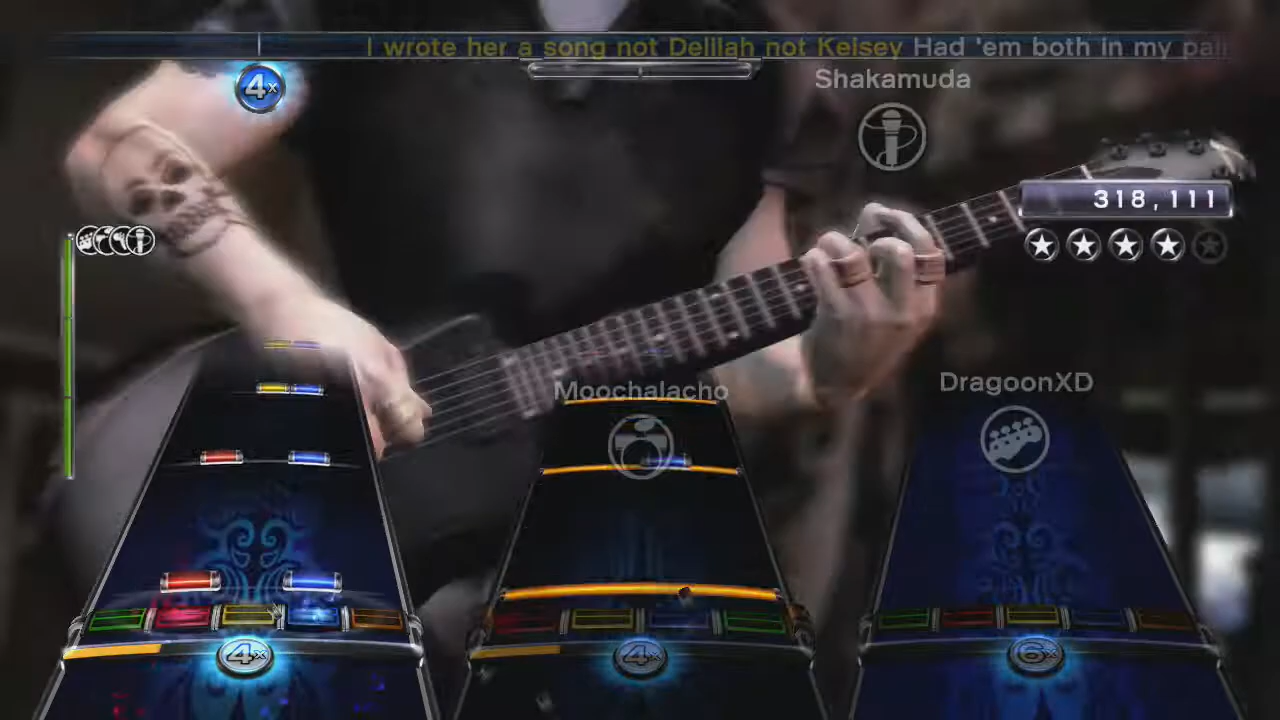 I wrote her a song not Delilah not Kelsey Had 'em both in my
4x
Shakamuda
318,111
Moochalacho
DragoonXD
4x
4x
6x